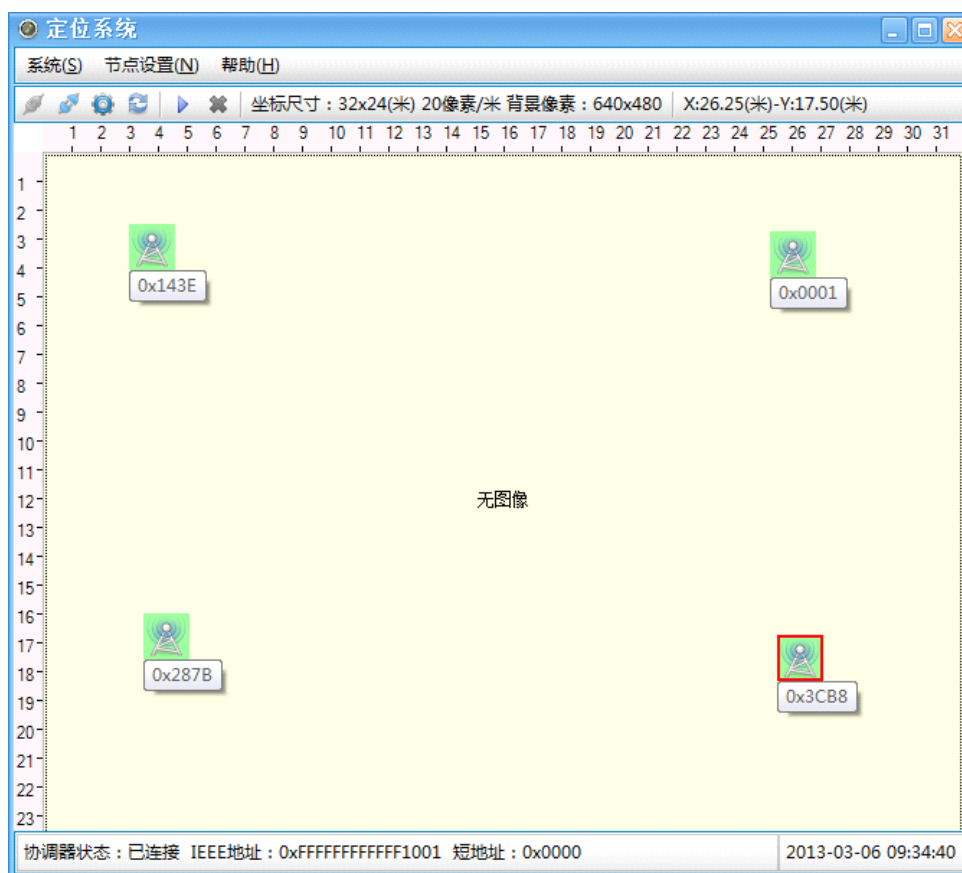 定位系统
系统(S) 节点设置(N) 帮助(H)
坐标尺寸：32x24(米) 20像素/米 背景像素：640x480 X:26.25(米)-Y:17.50(米)
1 2 3 4 5 6 7 8 9 10 11 12 13 14 15 16 17 18 19 20 21 22 23 24 25 26 27 28 29 30 31
1
2
3
4
5
6
7
8
9
10
11
12
13
14
15
16
17
18
19
20
21
22
23
0x143E
0x0001
无图像
0x287B
0x3CB8
协调器状态：已连接 IEEE地址：0xFFFFFFFFFFFF1001 短地址：0x0000
2013-03-06 09:34:40